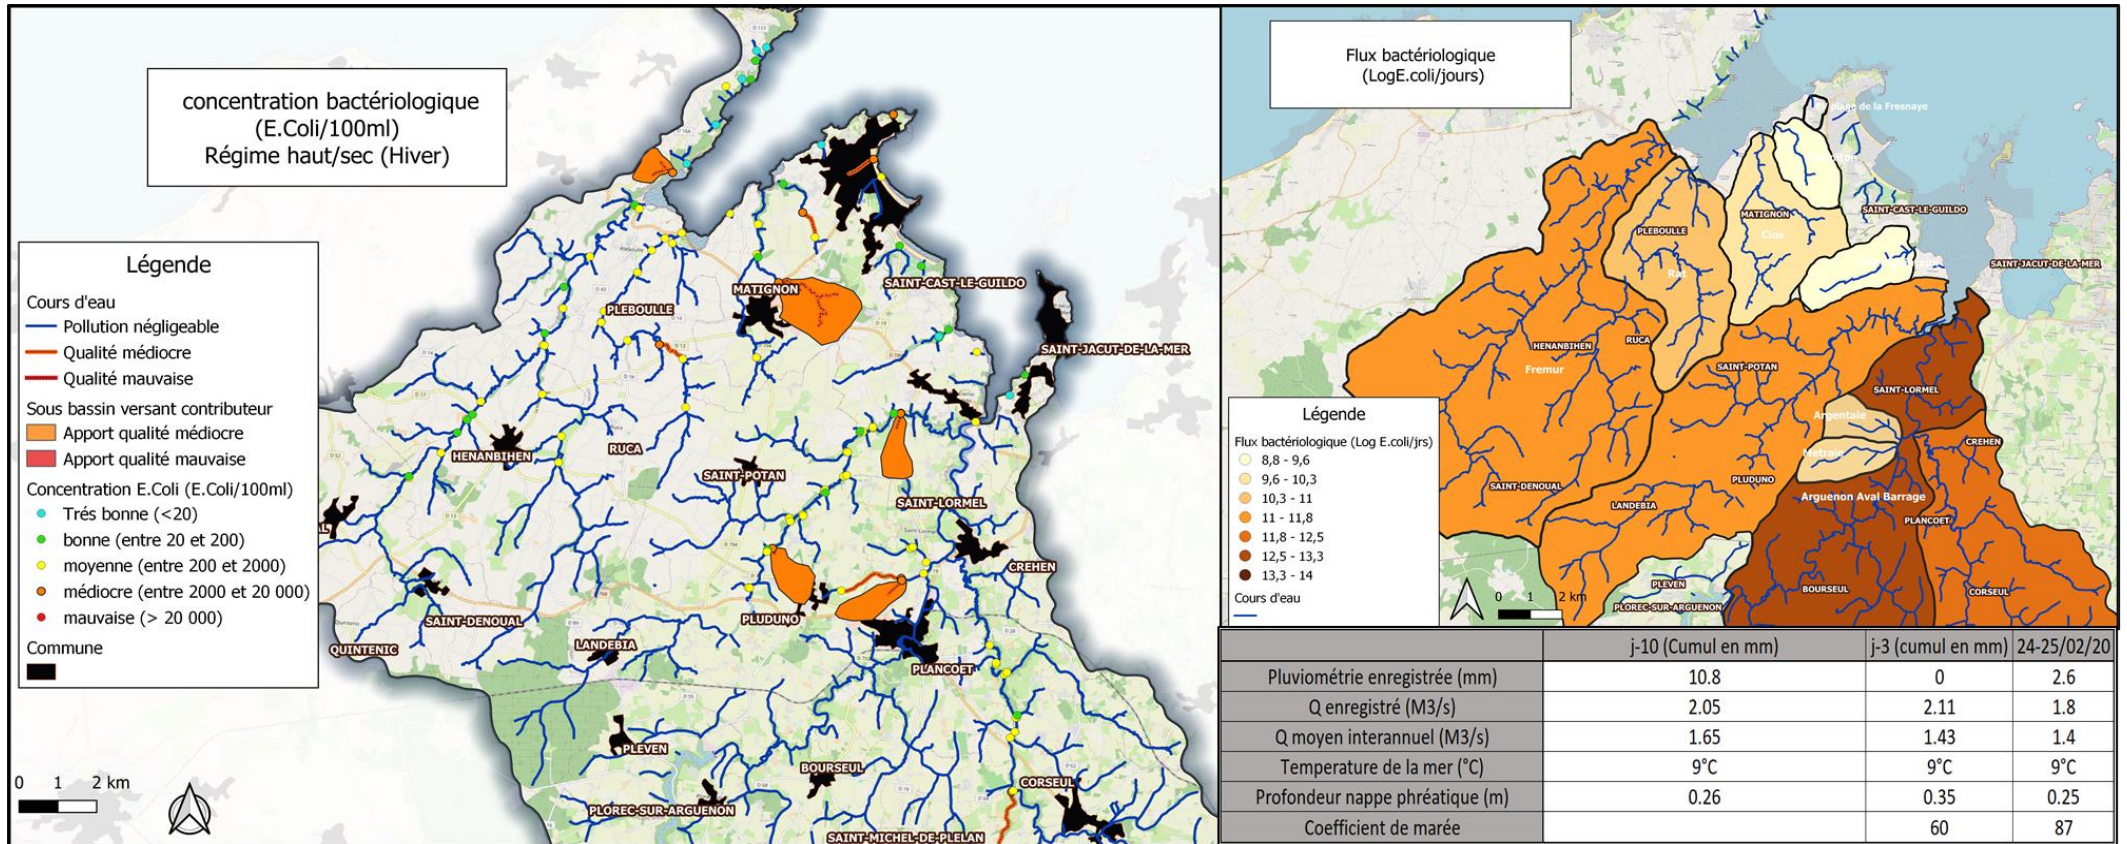 concentration bactériologique
(E.Coli/100ml)
Régime haut/sec (Hiver)
Légende
Cours d'eau
Pollution négligeable
Qualité médiocre
Qualité mauvaise
Sous bassin versant contributeur
Apport qualité médiocre
Apport qualité mauvaise
Concentration E.Coli (E.Coli/100ml)
Trés bonne (<20)
bonne (entre 20 et 200)
moyenne (entre 200 et 2000)
médiocre (entre 2000 et 20 000)
mauvaise (> 20 000)
Commune
0 1 2 km
MATIGNON
SAINT-CAST-LE-GUILDO
PLEBOULLE
SAINT-JACUT-DE-LA-MER
HENANBIHEN
RUCA
SAINT-POTAN
SAINT-LORMEL
CREHEN
SAINT-DENOUAL
PLUDUNO
QUINTENIC
LANDEBIA
PLANCOET
PLEVEN
BOURSEUL
CORSEUL
PLOREC-SUR-ARGUENON
SAINT-MICHEL-DE-PLELAN
Flux bactériologique
(LogE.coli/jours)
plage de la Fresnaye
MATIGNON
SAINT-CAST-LE-GUILDO
PLEBOULLE
Clos
SAINT-JACUT-DE-LA-MER
Rat
HENANBIHEN
RUCA
Fremur
SAINT-POTAN
SAINT-LORMEL
Argentaie
CREHEN
SAINT-DENOUAL
PLUDUNO
LANDEBIA
Arguenon Aval Barrage
PLANCOET
PLEVEN
BOURSEUL
CORSEUL
PLOREC-SUR-ARGUENON
Légende
Flux bactériologique (Log E.coli/jrs)
8,8 - 9,6
9,6 - 10,3
10,3 - 11
11 - 11,8
11,8 - 12,5
12,5 - 13,3
13,3 - 14
Cours d'eau
0 1 2 km
j-10 (Cumul en mm) j-3 (cumul en mm) 24-25/02/20
Pluviométrie enregistrée (mm) 10.8 0 2.6
Q enregistré (M3/s) 2.05 2.11 1.8
Q moyen interannuel (M3/s) 1.65 1.43 1.4
Temperature de la mer (°C) 9°C 9°C 9°C
Profondeur nappe phréatique (m) 0.26 0.35 0.25
Coefficient de marée 60 87